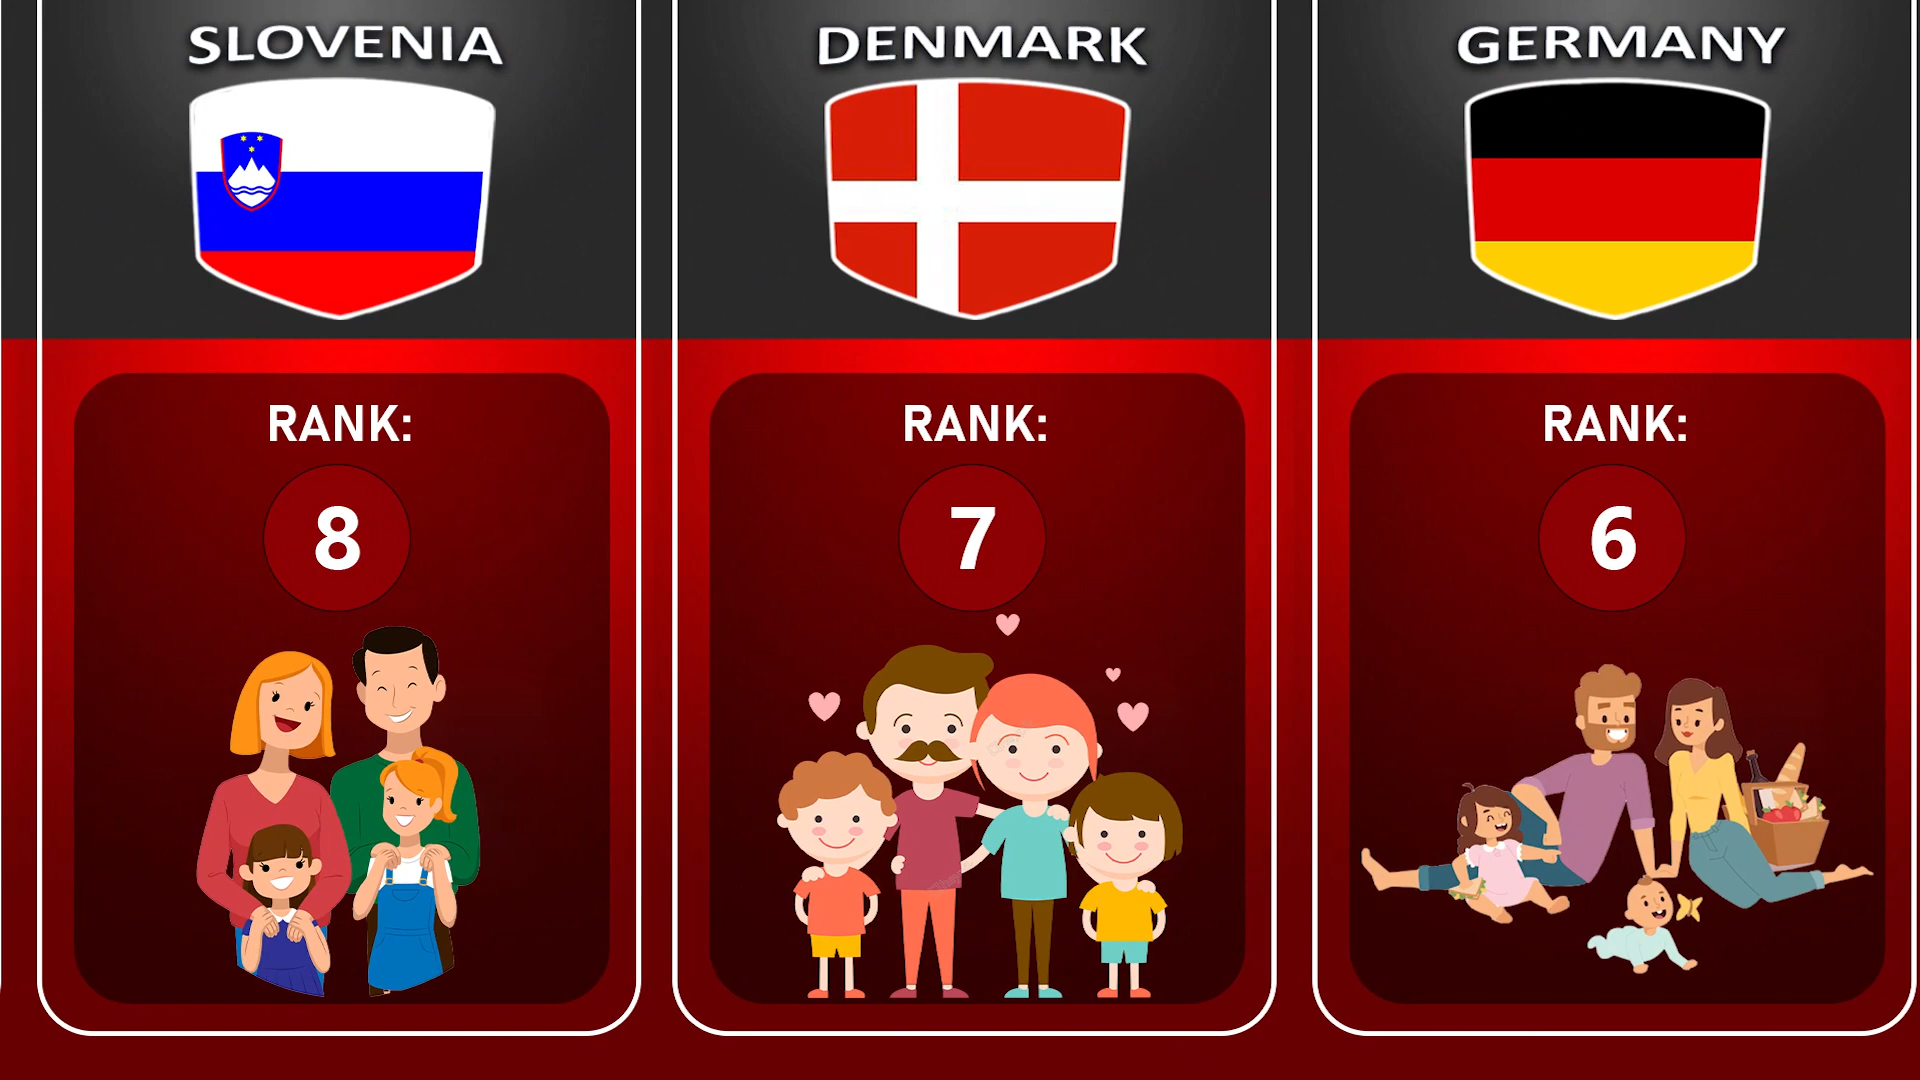 SLOVENIA
RANK:
8
DENMARK
RANK:
7
GERMANY
RANK:
6